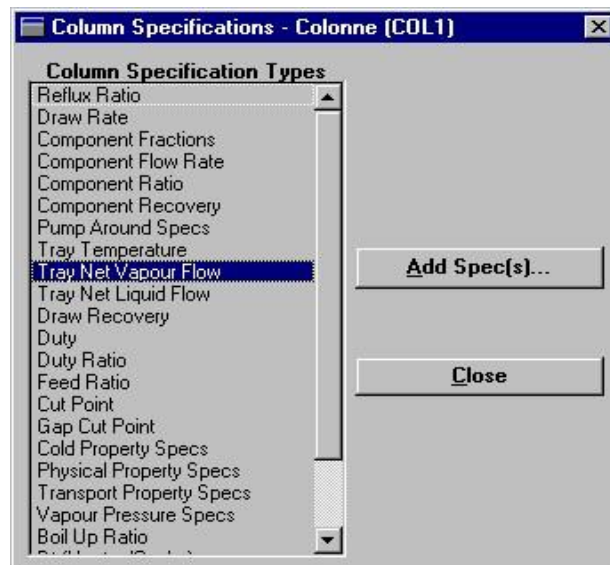 Column Specifications - Colonne (COL1)
Column Specification Types
Reflux Ratio
Draw Rate
Component Fractions
Component Flow Rate
Component Ratio
Component Recovery
Pump Around Specs
Tray Temperature
Tray Net Vapour Flow
Tray Net Liquid Flow
Draw Recovery
Duty
Duty Ratio
Feed Ratio
Cut Point
Gap Cut Point
Cold Property Specs
Physical Property Specs
Transport Property Specs
Vapour Pressure Specs
Boil Up Ratio
Add Spec(s)...
Close